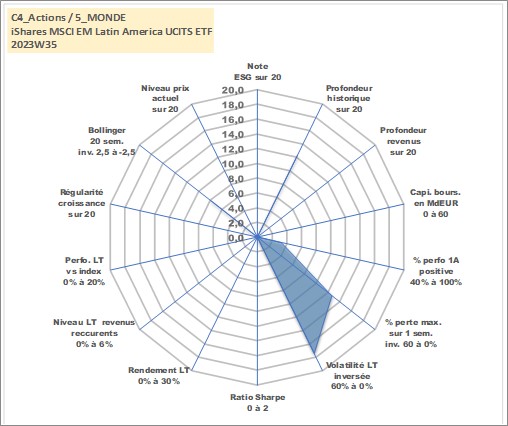 C4_Actions / 5_MONDE
iShares MSCI EM Latin America UCITS ETF
2023W35
Note
ESG sur 20
Profondeur
historique
sur 20
Profondeur
revenus
sur 20
Capi. bours.
en MdEUR
0 à 60
% perfo 1A
positive
40% à 100%
% perte max.
sur 1 sem.
inv. 60 à 0%
Volatilité LT
inversée
60% à 0%
Ratio Sharpe
0 à 2
Rendement LT
0% à 30%
Niveau LT revenus
reccurents
0% à 6%
Perfo. LT
vs index
0% à 20%
Régularité
croissance
sur 20
Bollinger
20 sem.
inv. 2,5 à -2,5
Niveau prix
actuel
sur 20
20,0
18,0
16,0
14,0
12,0
10,0
8,0
6,0
4,0
2,0
0,0